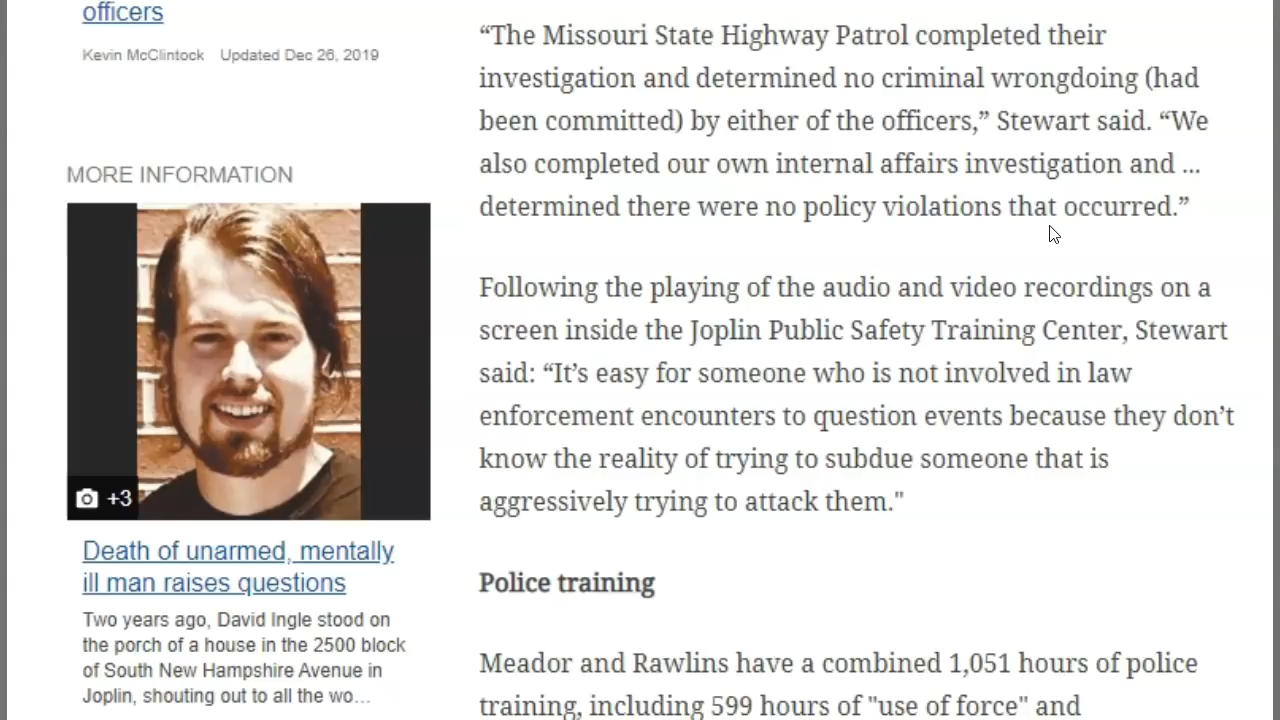 officers
Kevin McClintock Updated Dec 26, 2019
MORE INFORMATION
+3
Death of unarmed, mentally
ill man raises questions
Two years ago, David Ingle stood on
the porch of a house in the 2500 block
of South New Hampshire Avenue in
Joplin, shouting out to all the wo…
“The Missouri State Highway Patrol completed their
investigation and determined no criminal wrongdoing (had
been committed) by either of the officers,” Stewart said. “We
also completed our own internal affairs investigation and ...
determined there were no policy violations that occurred.”
Following the playing of the audio and video recordings on a
screen inside the Joplin Public Safety Training Center, Stewart
said: “It’s easy for someone who is not involved in law
enforcement encounters to question events because they don’t
know the reality of trying to subdue someone that is
aggressively trying to attack them."
Police training
Meador and Rawlins have a combined 1,051 hours of police
training, including 599 hours of "use of force" and